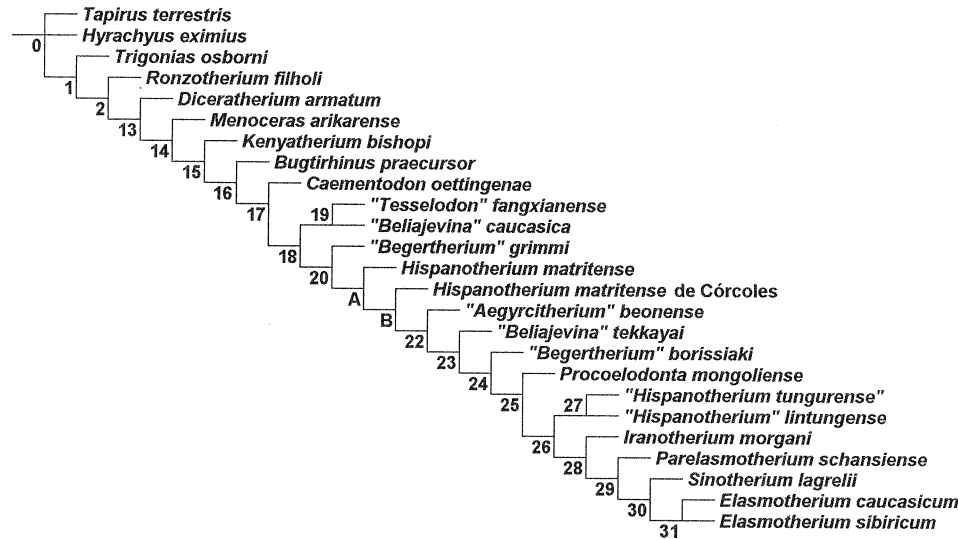 Tapirus terrestris
Hyrachyus eximius
0
Trigonias osborni
1
Ronzotherium filholi
2
Diceratherium armatum
13
Menoceras arikarense
14
Kenyatherium bishopi
15
Bugtirhinus praecursor
16
Caementodon oettingenae
17
"Tesselodon" fangxianense
19
"Beliajevina" caucasica
18
"Begertherium" grimmi
20
Hispanotherium matritense
A
Hispanotherium matritense de Córcoles
B
"Aegyrcitherium" beonense
22
"Beliajevina" tekkayai
23
"Begertherium" borissiaki
24
Procoelodonta mongoliense
25
"Hispanotherium tungurense"
27
"Hispanotherium" lintungense
26
Iranotherium morgani
28
Parelasmotherium schansiense
29
Sinotherium lagrelii
30
Elasmotherium caucasicum
Elasmotherium sibiricum
31